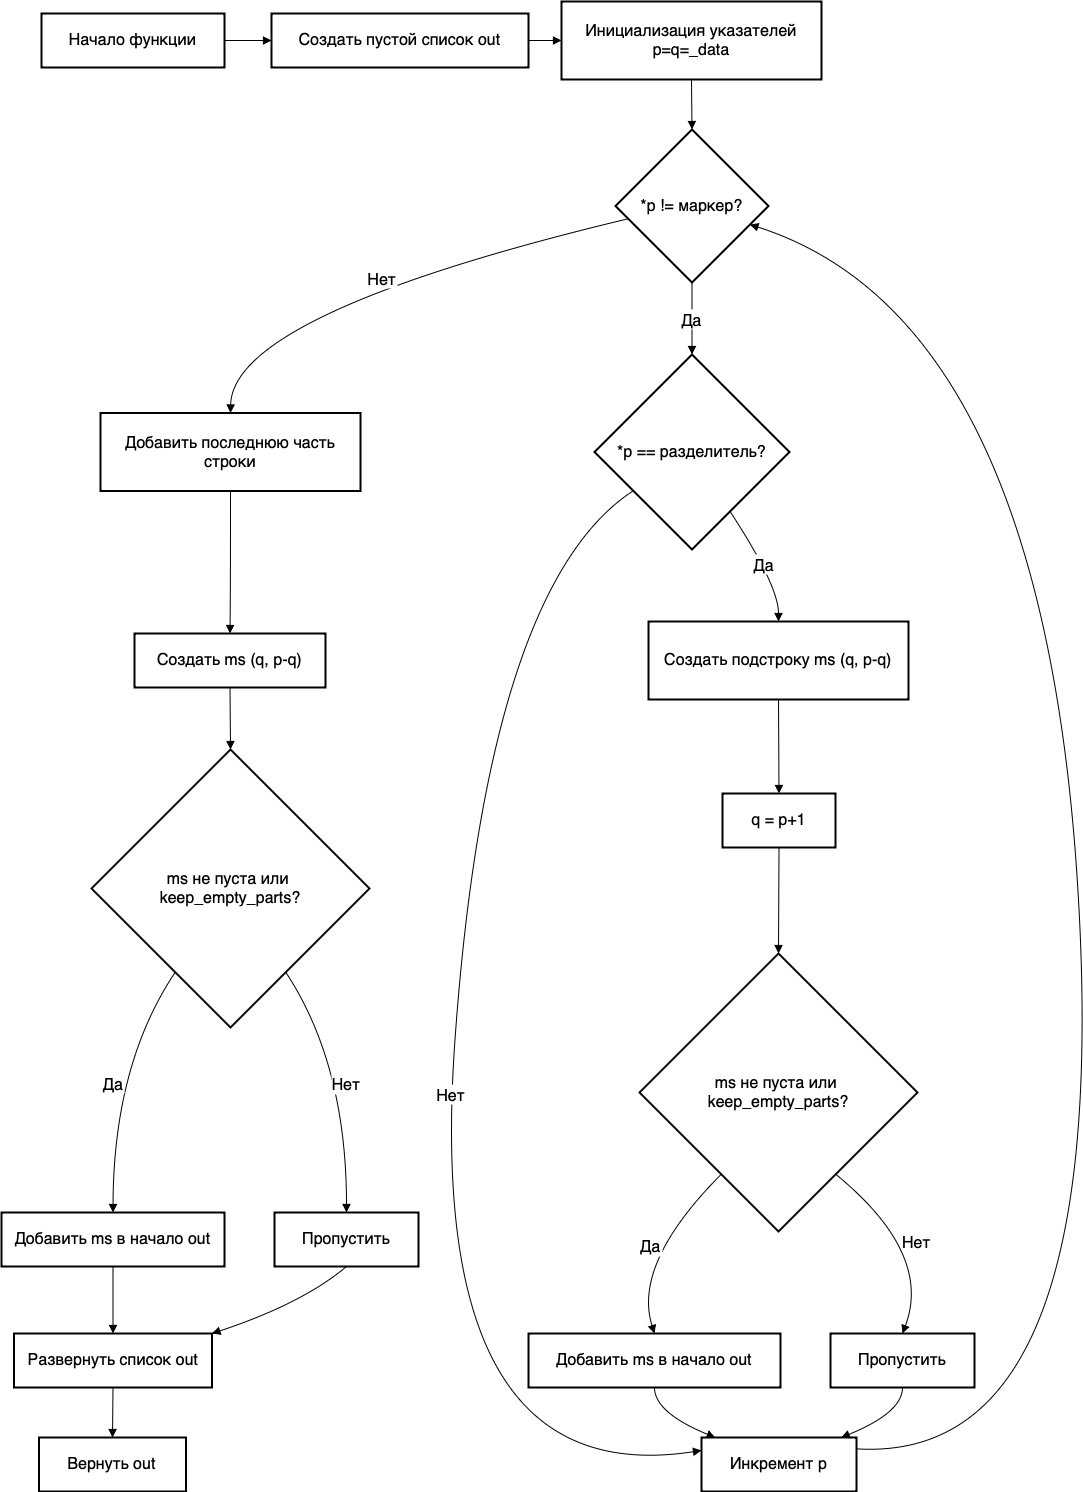 Начало функции
Создать пустой список out
Инициализация указателей
p=q=_data
*p != маркер?
Нет
Да
Добавить последнюю часть
строки
*p == разделитель?
Да
Создать ms (q, p-q)
Создать подстроку ms (q, p-q)
q = p+1
ms не пуста или
keep_empty_parts?
Да
Нет
Нет
ms не пуста или
keep_empty_parts?
Добавить ms в начало out
Пропустить
Да
Нет
Развернуть список out
Добавить ms в начало out
Пропустить
Вернуть out
Инкремент p